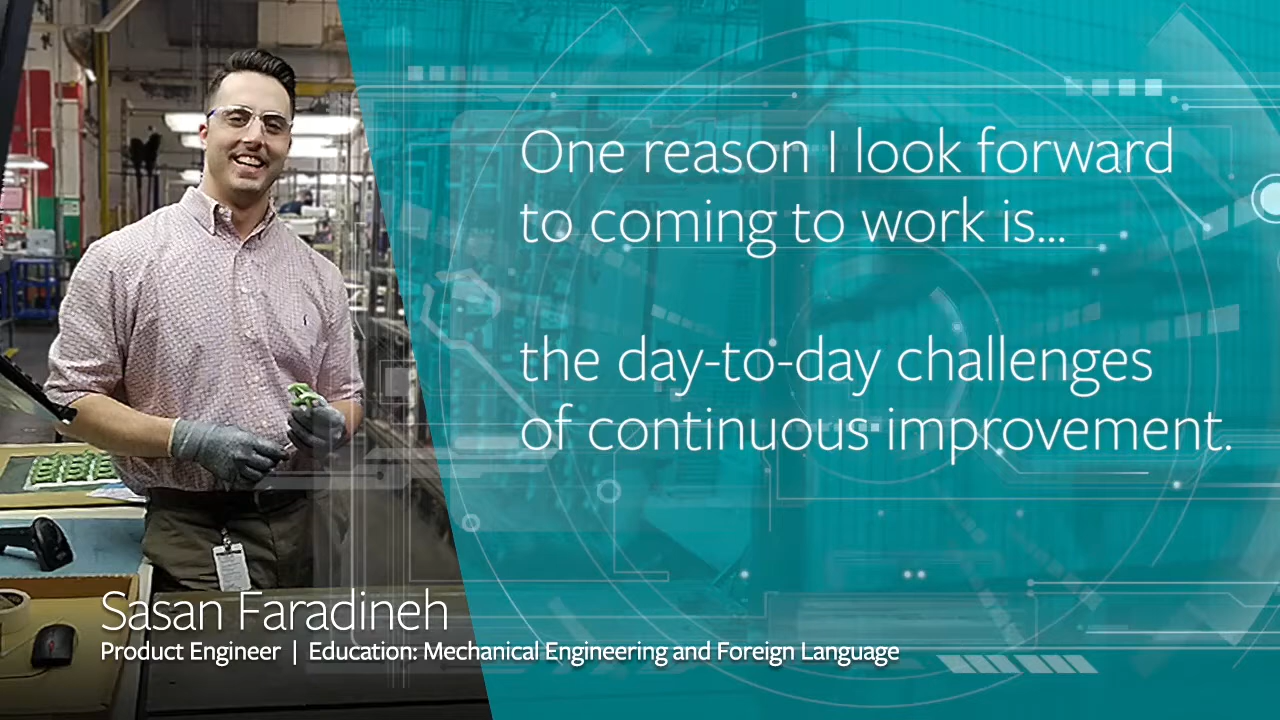 One reason I look forward
to coming to work is...
the day-to-day challenges
of continuous improvement.
Sasan Faradineh
Product Engineer | Education: Mechanical Engineering and Foreign Language